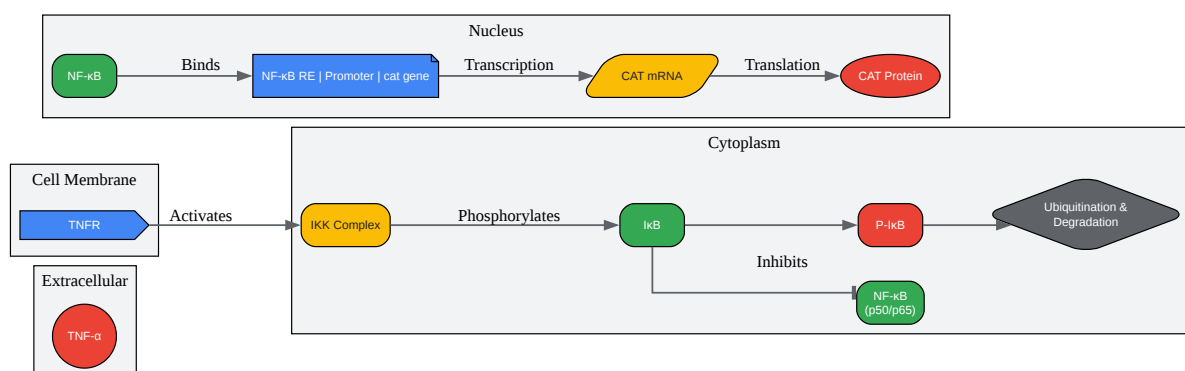 Nucleus
NF-κB
Binds
NF-κB RE | Promoter | cat gene
Transcription
CAT mRNA
Translation
CAT Protein
Cytoplasm
Cell Membrane
TNFR
Activates
IKK Complex
Phosphorylates
IκB
P-IκB
Ubiquitination &
Degradation
Inhibits
NF-κB
(p50/p65)
Extracellular
TNF-α